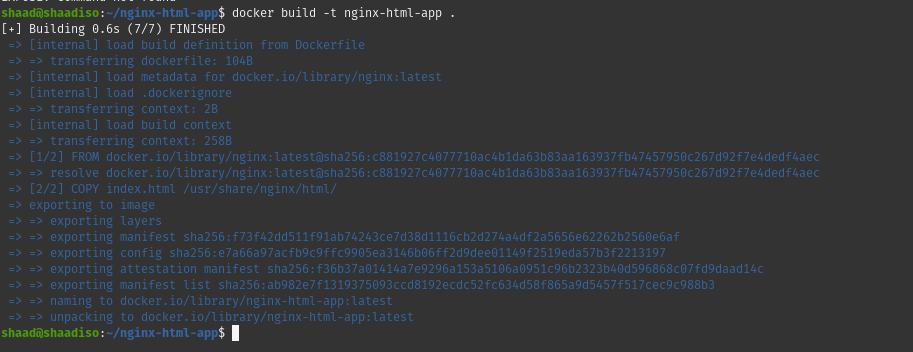 shaad@shaadiso:~/nginx-html-app$ docker build -t nginx-html-app .
[+] Building 0.6s (7/7) FINISHED
=> [internal] load build definition from Dockerfile
=> => transferring dockerfile: 104B
=> [internal] load metadata for docker.io/library/nginx:latest
=> [internal] load .dockerignore
=> => transferring context: 2B
=> [internal] load build context
=> => transferring context: 258B
=> [1/2] FROM docker.io/library/nginx:latest@sha256:c881927c4077710ac4b1da63b83aa163937fb47457950c267d92f7e4dedf4aec
=> => resolve docker.io/library/nginx:latest@sha256:c881927c4077710ac4b1da63b83aa163937fb47457950c267d92f7e4dedf4aec
=> [2/2] COPY index.html /usr/share/nginx/html/
=> exporting to image
=> => exporting layers
=> => exporting manifest sha256:f73f42dd511f91ab74243ce7d38d1116cb2d274a4df2a5656e62262b2560e6af
=> => exporting config sha256:e7a66a97acfb9c9ffc9905ea3146b06ff2d9dee01149f2519eda57b3f2213197
=> => exporting attestation manifest sha256:f36b37a01414a7e9296a153a5106a0951c96b2323b40d596868c07fd9daad14c
=> => exporting manifest list sha256:ab982e7f1319375093ccd8192ecdc52fc634d58f865a9d5457f517cec9c988b3
=> => naming to docker.io/library/nginx-html-app:latest
=> => unpacking to docker.io/library/nginx-html-app:latest
shaad@shaadiso:~/nginx-html-app$